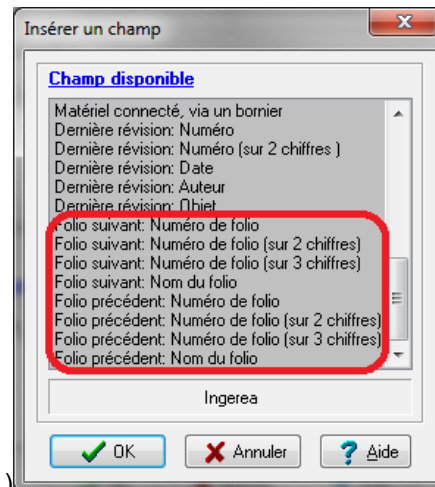 Insérer un champ
Champ disponible
Matériel connecté, via un bornier
Dernière révision: Numéro
Dernière révision: Numéro (sur 2 chiffres )
Dernière révision: Date
Dernière révision: Auteur
Dernière révision: Objet
Folio suivant: Numéro de folio
Folio suivant: Numéro de folio (sur 2 chiffres)
Folio suivant: Numéro de folio (sur 3 chiffres)
Folio suivant: Nom du folio
Folio précédent: Numéro de folio
Folio précédent: Numéro de folio (sur 2 chiffres)
Folio précédent: Numéro de folio (sur 3 chiffres)
Folio précédent: Nom du folio
Ingerea
OK Annuler ? Aide
)